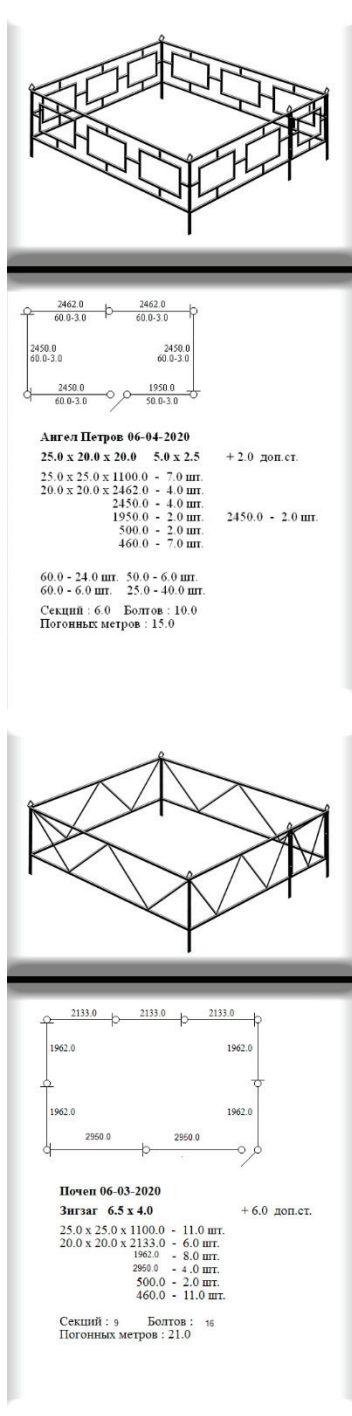 2462.0 2462.0
60.0-3.0 60.0-3.0
2450.0 2450.0
60.0-3.0 60.0-3.0
2450.0 1950.0
60.0-3.0 50.0-3.0
Ангел Петров 06-04-2020
25.0 х 20.0 х 20.0 5.0 х 2.5 + 2.0 доп.ст.
25.0 х 25.0 х 1100.0 - 7.0 шт.
20.0 х 20.0 х 2462.0 - 4.0 шт.
2450.0 - 4.0 шт.
1950.0 - 2.0 шт. 2450.0 - 2.0 шт.
500.0 - 2.0 шт.
460.0 - 7.0 шт.
60.0 - 24.0 шт. 50.0 - 6.0 шт.
60.0 - 6.0 шт. 25.0 - 40.0 шт.
Секций : 6.0 Болтов : 10.0
Погонных метров : 15.0
2133.0 2133.0 2133.0
1962.0 1962.0
1962.0 1962.0
2950.0 2950.0
Почеп 06-03-2020
Зигзаг 6.5 х 4.0 + 6.0 доп.ст.
25.0 х 25.0 х 1100.0 - 11.0 шт.
20.0 х 20.0 х 2133.0 - 6.0 шт.
1962.0 - 8.0 шт.
2950.0 - 4.0 шт.
500.0 - 2.0 шт.
460.0 - 11.0 шт.
Секций : 9 Болтов : 16
Погонных метров : 21.0